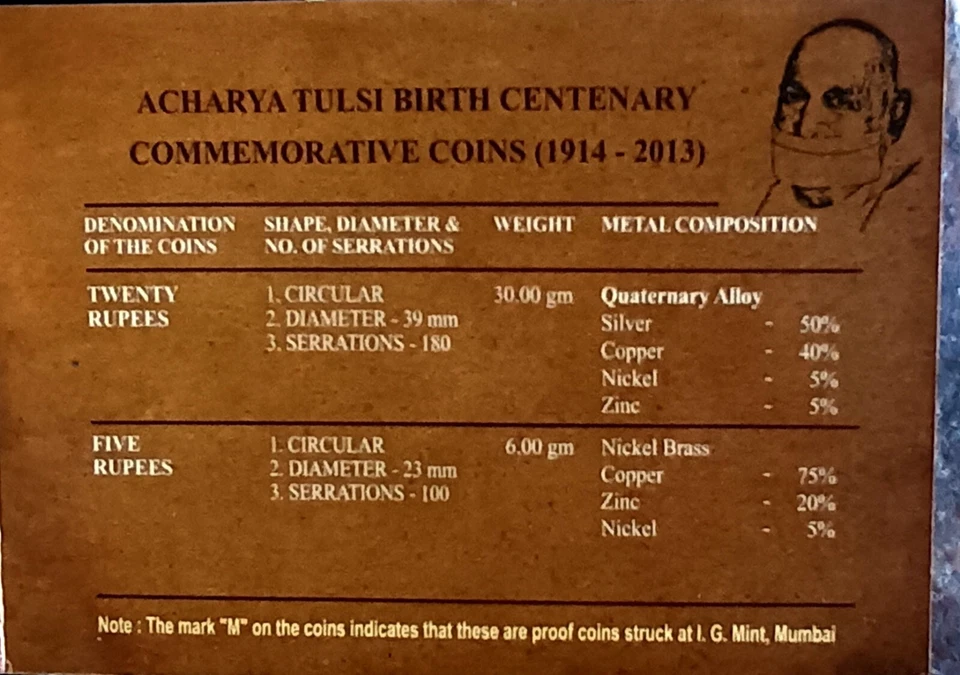 ACHARYA TULSI BIRTH CENTENARY
COMMEMORATIVE COINS (1914 - 2013)
DENOMINATION OF THE COINS SHAPE, DIAMETER & NO. OF SERRATIONS WEIGHT METAL COMPOSITION
TWENTY RUPEES
1. CIRCULAR
2. DIAMETER - 39 mm
3. SERRATIONS - 180
30.00 gm
Quaternary Alloy
Silver - 50%
Copper - 40%
Nickel - 5%
Zinc - 5%
FIVE RUPEES
1. CIRCULAR
2. DIAMETER - 23 mm
3. SERRATIONS - 100
6.00 gm
Nickel Brass
Copper - 75%
Zinc - 20%
Nickel - 5%
Note : The mark "M" on the coins indicates that these are proof coins struck at I. G. Mint, Mumbai